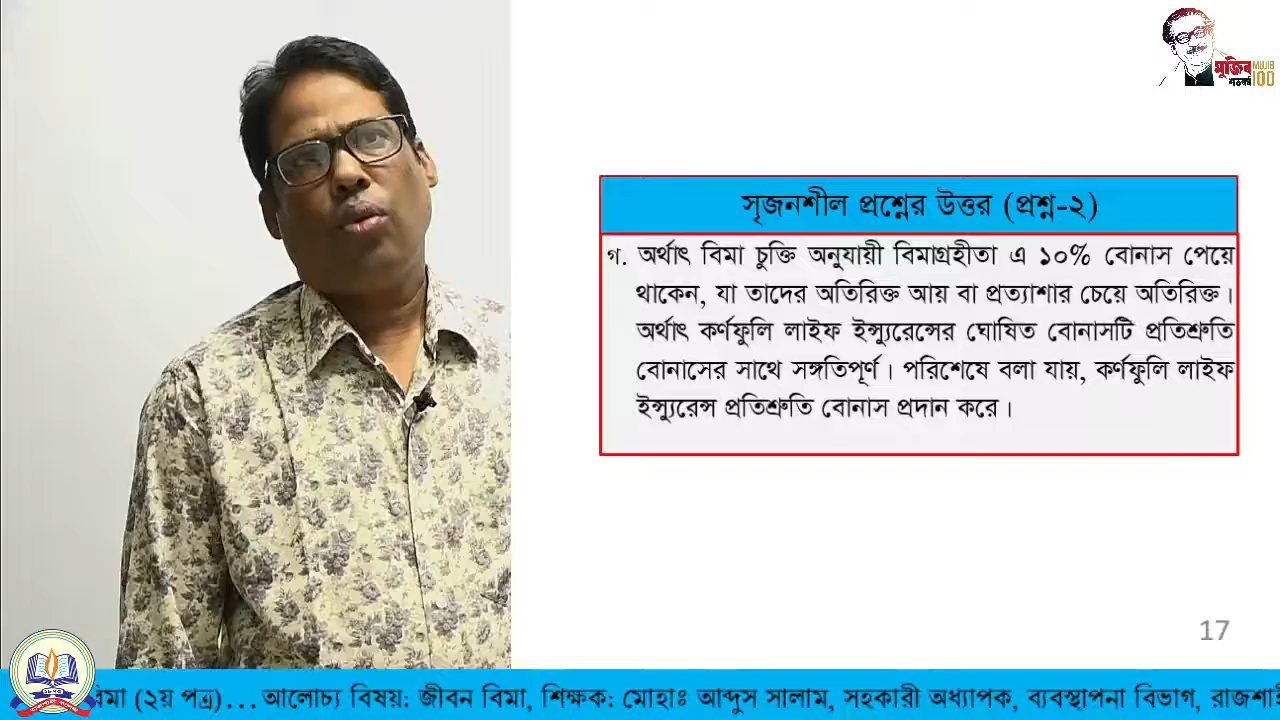 মুজিব
শতবর্ষ
MUJIB
100
সৃজনশীল প্রশ্নের উত্তর (প্রশ্ন-২)
গ. অর্থাৎ বিমা চুক্তি অনুযায়ী বিমাগ্রহীতা এ ১০% বোনাস পেয়ে
থাকেন, যা তাদের অতিরিক্ত আয় বা প্রত্যাশার চেয়ে অতিরিক্ত।
অর্থাৎ কর্ণফুলি লাইফ ইন্স্যুরেন্সের ঘোষিত বোনাসটি প্রতিশ্রুতি
বোনাসের সাথে সঙ্গতিপূর্ণ। পরিশেষে বলা যায়, কর্ণফুলি লাইফ
ইন্স্যুরেন্স প্রতিশ্রুতি বোনাস প্রদান করে।
17
বিমা (২য় পত্র)... আলোচ্য বিষয়: জীবন বিমা, শিক্ষক: মোহাঃ আব্দুস সালাম, সহকারী অধ্যাপক, ব্যবস্থাপনা বিভাগ, রাজশাহী